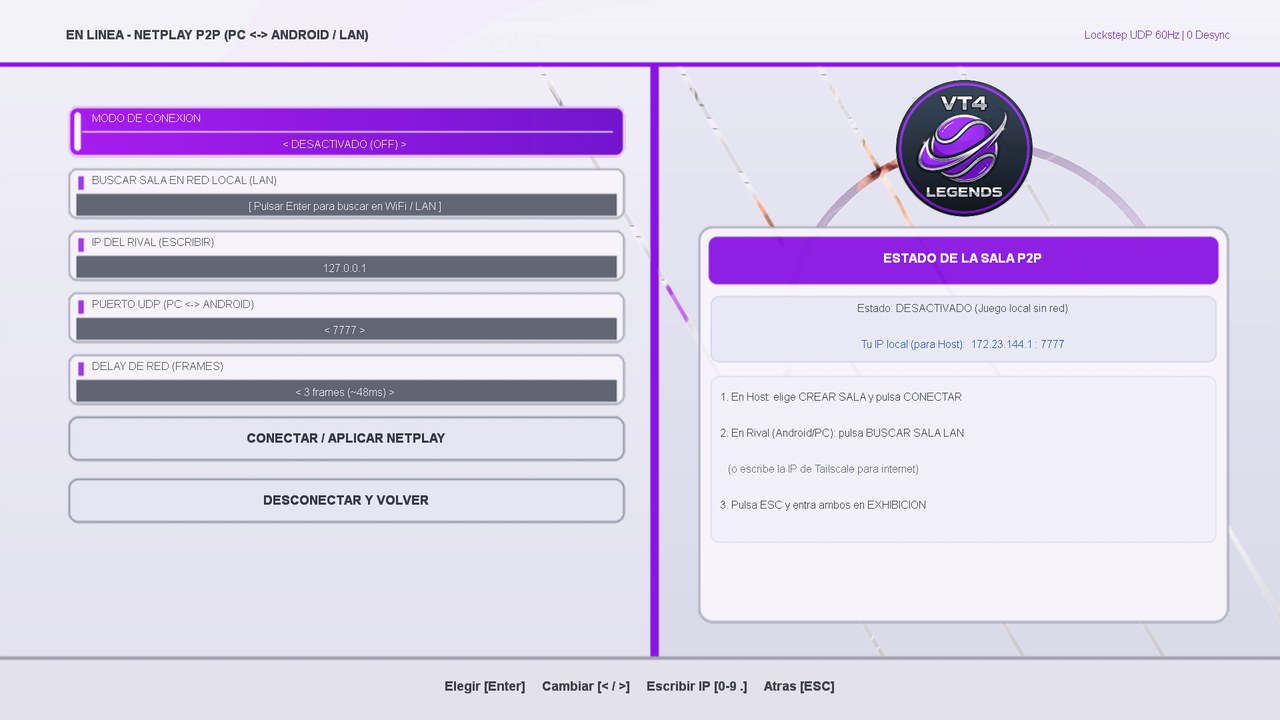 EN LINEA - NETPLAY P2P (PC <-> ANDROID / LAN)
LIVE
Lockstep UDP 60Hz | 0 Desync
MODO DE CONEXION
< DESACTIVADO (OFF) >
BUSCAR SALA EN RED LOCAL (LAN)
[ Pulsar Enter para buscar en WiFi / LAN ]
IP DEL RIVAL (ESCRIBIR)
127.0.0.1
PUERTO UDP (PC <-> ANDROID)
< 7777 >
DELAY DE RED (FRAMES)
< 3 frames (~48ms) >
CONECTAR / APLICAR NETPLAY
DESCONECTAR Y VOLVER
VT4
LEGENDS
ESTADO DE LA SALA P2P
Estado: DESACTIVADO (Juego local sin red)
Tu IP local (para Host): 172.23.144.1 : 7777
1. En Host: elige CREAR SALA y pulsa CONECTAR
2. En Rival (Android/PC): pulsa BUSCAR SALA LAN
(o escribe la IP de Tailscale para internet)
3. Pulsa ESC y entra ambos en EXHIBICION
Elegir [Enter] Cambiar [< / >] Escribir IP [0-9 .] Atras [ESC]